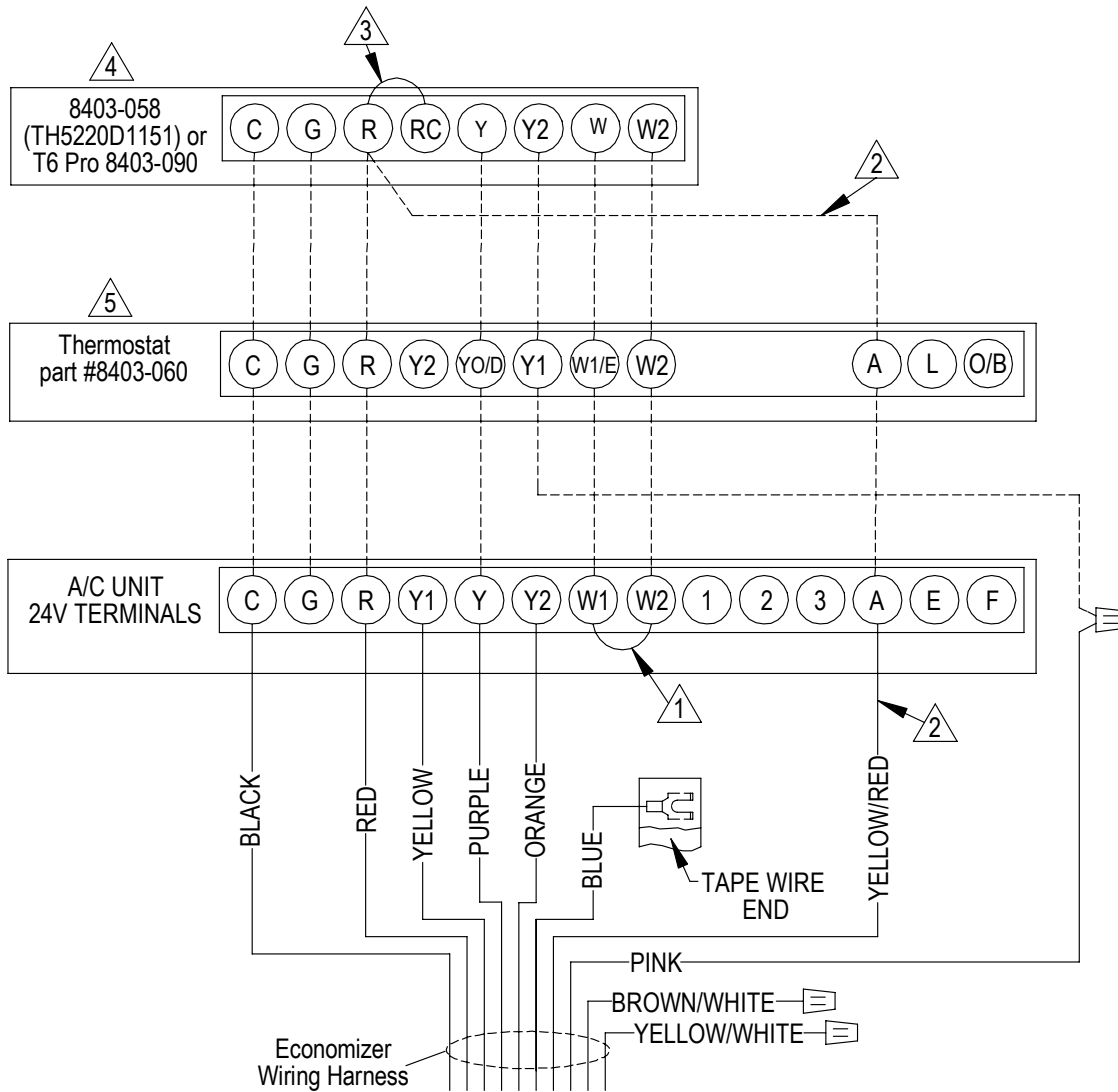 3
4
8403-058
(TH5220D1151) or
T6 Pro 8403-090
C G R RC Y Y2 W W2
2
5
Thermostat
part #8403-060
C G R Y2 YO/D Y1 W1/E W2 A L O/B
A/C UNIT
24V TERMINALS
C G R Y1 Y Y2 W1 W2 1 2 3 A E F
1
2
BLACK
RED
YELLOW
PURPLE
ORANGE
BLUE
YELLOW/RED
TAPE WIRE
END
PINK
BROWN/WHITE
YELLOW/WHITE
Economizer
Wiring Harness